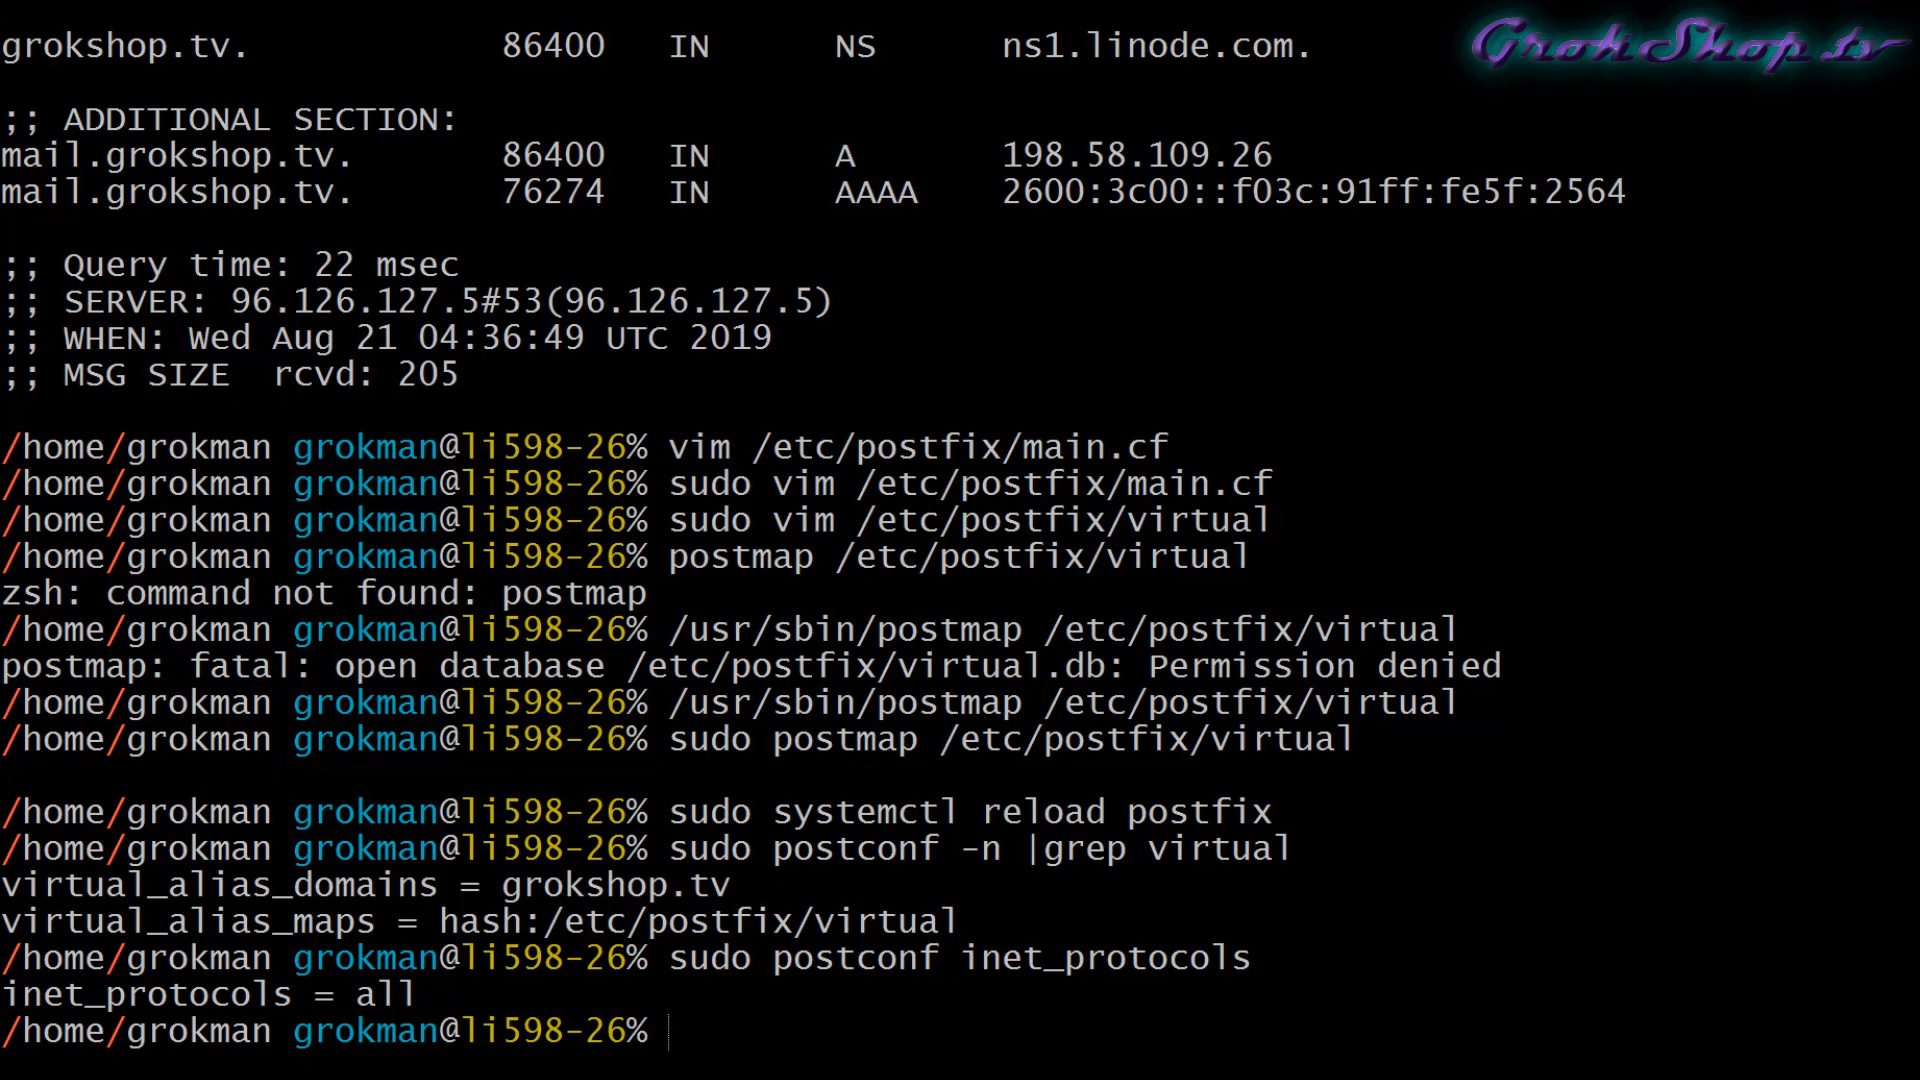 grokshop.tv. 86400 IN NS ns1.linode.com.
GrokShop.tv
;; ADDITIONAL SECTION:
mail.grokshop.tv. 86400 IN A 198.58.109.26
mail.grokshop.tv. 76274 IN AAAA 2600:3c00::f03c:91ff:fe5f:2564
;; Query time: 22 msec
;; SERVER: 96.126.127.5#53(96.126.127.5)
;; WHEN: Wed Aug 21 04:36:49 UTC 2019
;; MSG SIZE rcvd: 205
/home/grokman grokman@li598-26% vim /etc/postfix/main.cf
/home/grokman grokman@li598-26% sudo vim /etc/postfix/main.cf
/home/grokman grokman@li598-26% sudo vim /etc/postfix/virtual
/home/grokman grokman@li598-26% postmap /etc/postfix/virtual
zsh: command not found: postmap
/home/grokman grokman@li598-26% /usr/sbin/postmap /etc/postfix/virtual
postmap: fatal: open database /etc/postfix/virtual.db: Permission denied
/home/grokman grokman@li598-26% /usr/sbin/postmap /etc/postfix/virtual
/home/grokman grokman@li598-26% sudo postmap /etc/postfix/virtual
/home/grokman grokman@li598-26% sudo systemctl reload postfix
/home/grokman grokman@li598-26% sudo postconf -n |grep virtual
virtual_alias_domains = grokshop.tv
virtual_alias_maps = hash:/etc/postfix/virtual
/home/grokman grokman@li598-26% sudo postconf inet_protocols
inet_protocols = all
/home/grokman grokman@li598-26%